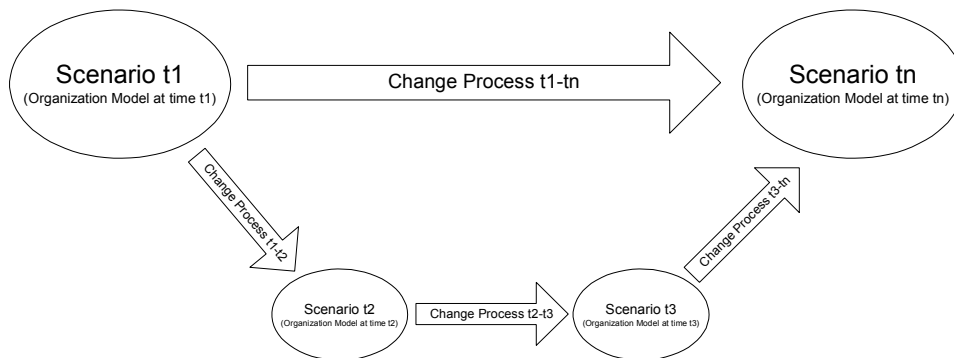 Scenario t1
(Organization Model at time t1)
Change Process t1-tn
Scenario tn
(Organization Model at time tn)
Change Process t1-t2
Change Process t3-tn
Scenario t2
(Organization Model at time t2)
Change Process t2-t3
Scenario t3
(Organization Model at time t3)